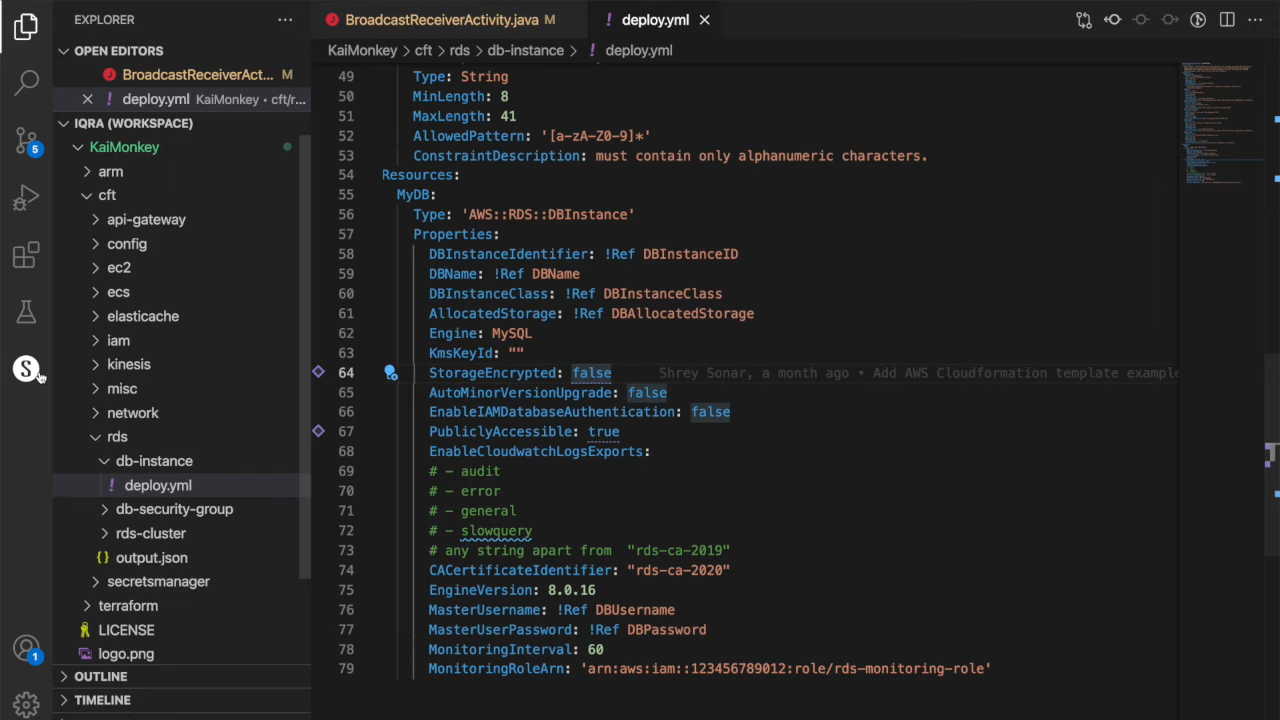 EXPLORER
OPEN EDITORS
BroadcastReceiverAct... M
deploy.yml KaiMonkey • cft/r...
IQRA (WORKSPACE)
KaiMonkey
arm
cft
api-gateway
config
ec2
ecs
elasticache
iam
kinesis
misc
network
rds
db-instance
deploy.yml
db-security-group
rds-cluster
output.json
secretsmanager
terraform
LICENSE
logo.png
OUTLINE
TIMELINE
5
S
1
BroadcastReceiverActivity.java M
deploy.yml
KaiMonkey > cft > rds > db-instance > ! deploy.yml
49 Type: String
50 MinLength: 8
51 MaxLength: 41
52 AllowedPattern: '[a-zA-Z0-9]*'
53 ConstraintDescription: must contain only alphanumeric characters.
54 Resources:
55 MyDB:
56 Type: 'AWS::RDS::DBInstance'
57 Properties:
58 DBInstanceIdentifier: !Ref DBInstanceID
59 DBName: !Ref DBName
60 DBInstanceClass: !Ref DBInstanceClass
61 AllocatedStorage: !Ref DBAllocatedStorage
62 Engine: MySQL
63 KmsKeyId: ""
64 StorageEncrypted: false Shrey Sonar, a month ago • Add AWS Cloudformation template example
65 AutoMinorVersionUpgrade: false
66 EnableIAMDatabaseAuthentication: false
67 PubliclyAccessible: true
68 EnableCloudwatchLogsExports:
69 # - audit
70 # - error
71 # - general
72 # - slowquery
73 # any string apart from "rds-ca-2019"
74 CACertificateIdentifier: "rds-ca-2020"
75 EngineVersion: 8.0.16
76 MasterUsername: !Ref DBUsername
77 MasterUserPassword: !Ref DBPassword
78 MonitoringInterval: 60
79 MonitoringRoleArn: 'arn:aws:iam::123456789012:role/rds-monitoring-role'